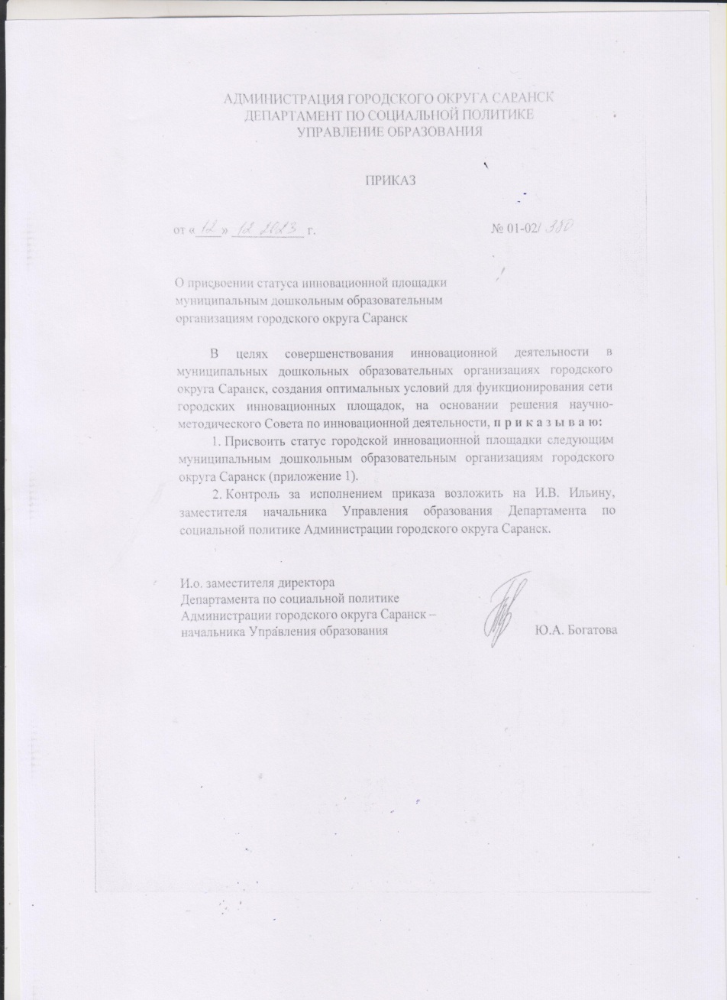 АДМИНИСТРАЦИЯ ГОРОДСКОГО ОКРУГА САРАНСК
ДЕПАРТАМЕНТ ПО СОЦИАЛЬНОЙ ПОЛИТИКЕ
УПРАВЛЕНИЕ ОБРАЗОВАНИЯ
ПРИКАЗ
от «12» 12 2023 г. № 01-02/ 380
О присвоении статуса инновационной площадки
муниципальным дошкольным образовательным
организациям городского округа Саранск
В целях совершенствования инновационной деятельности в
муниципальных дошкольных образовательных организациях городского
округа Саранск, создания оптимальных условий для функционирования сети
городских инновационных площадок, на основании решения научно-
методического Совета по инновационной деятельности, п р и к а з ы в а ю:
1. Присвоить статус городской инновационной площадки следующим
муниципальным дошкольным образовательным организациям городского
округа Саранск (приложение 1).
2. Контроль за исполнением приказа возложить на И.В. Ильину,
заместителя начальника Управления образования Департамента по
социальной политике Администрации городского округа Саранск.
И.о. заместителя директора
Департамента по социальной политике
Администрации городского округа Саранск –
начальника Управления образования Ю.А. Богатова